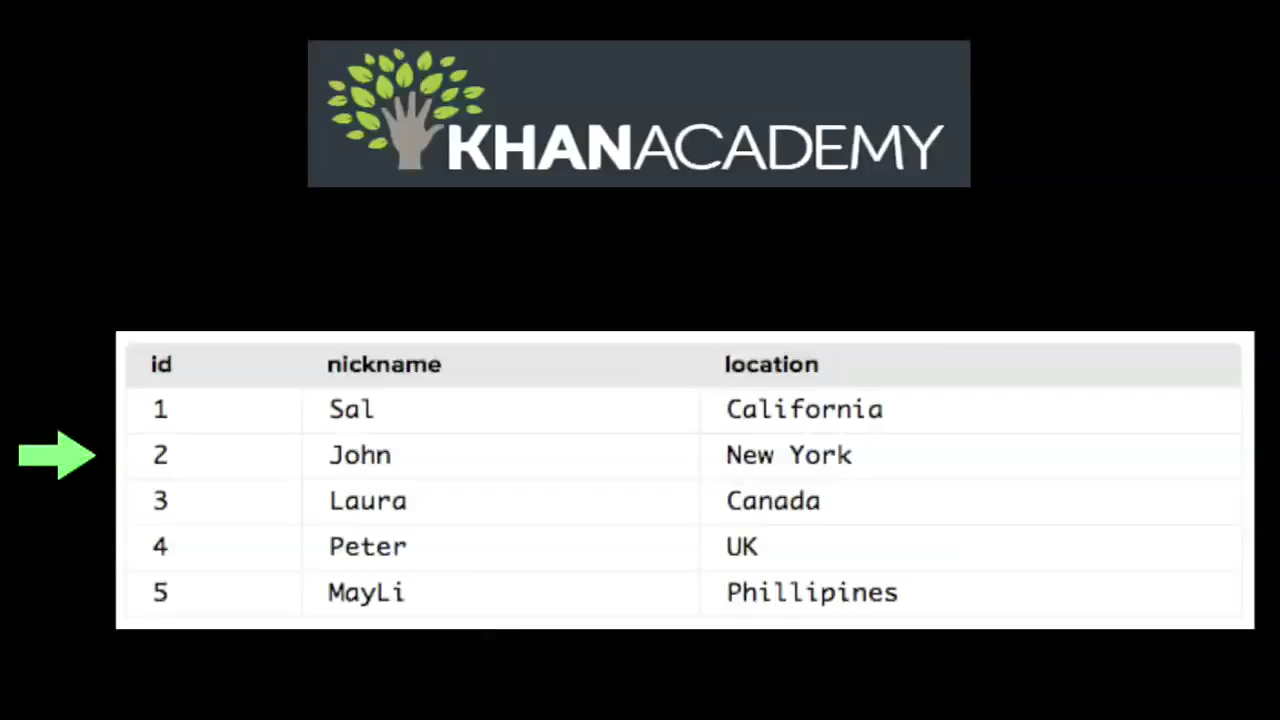 KHANACADEMY
id nickname location
1 Sal California
2 John New York
3 Laura Canada
4 Peter UK
5 MayLi Phillipines